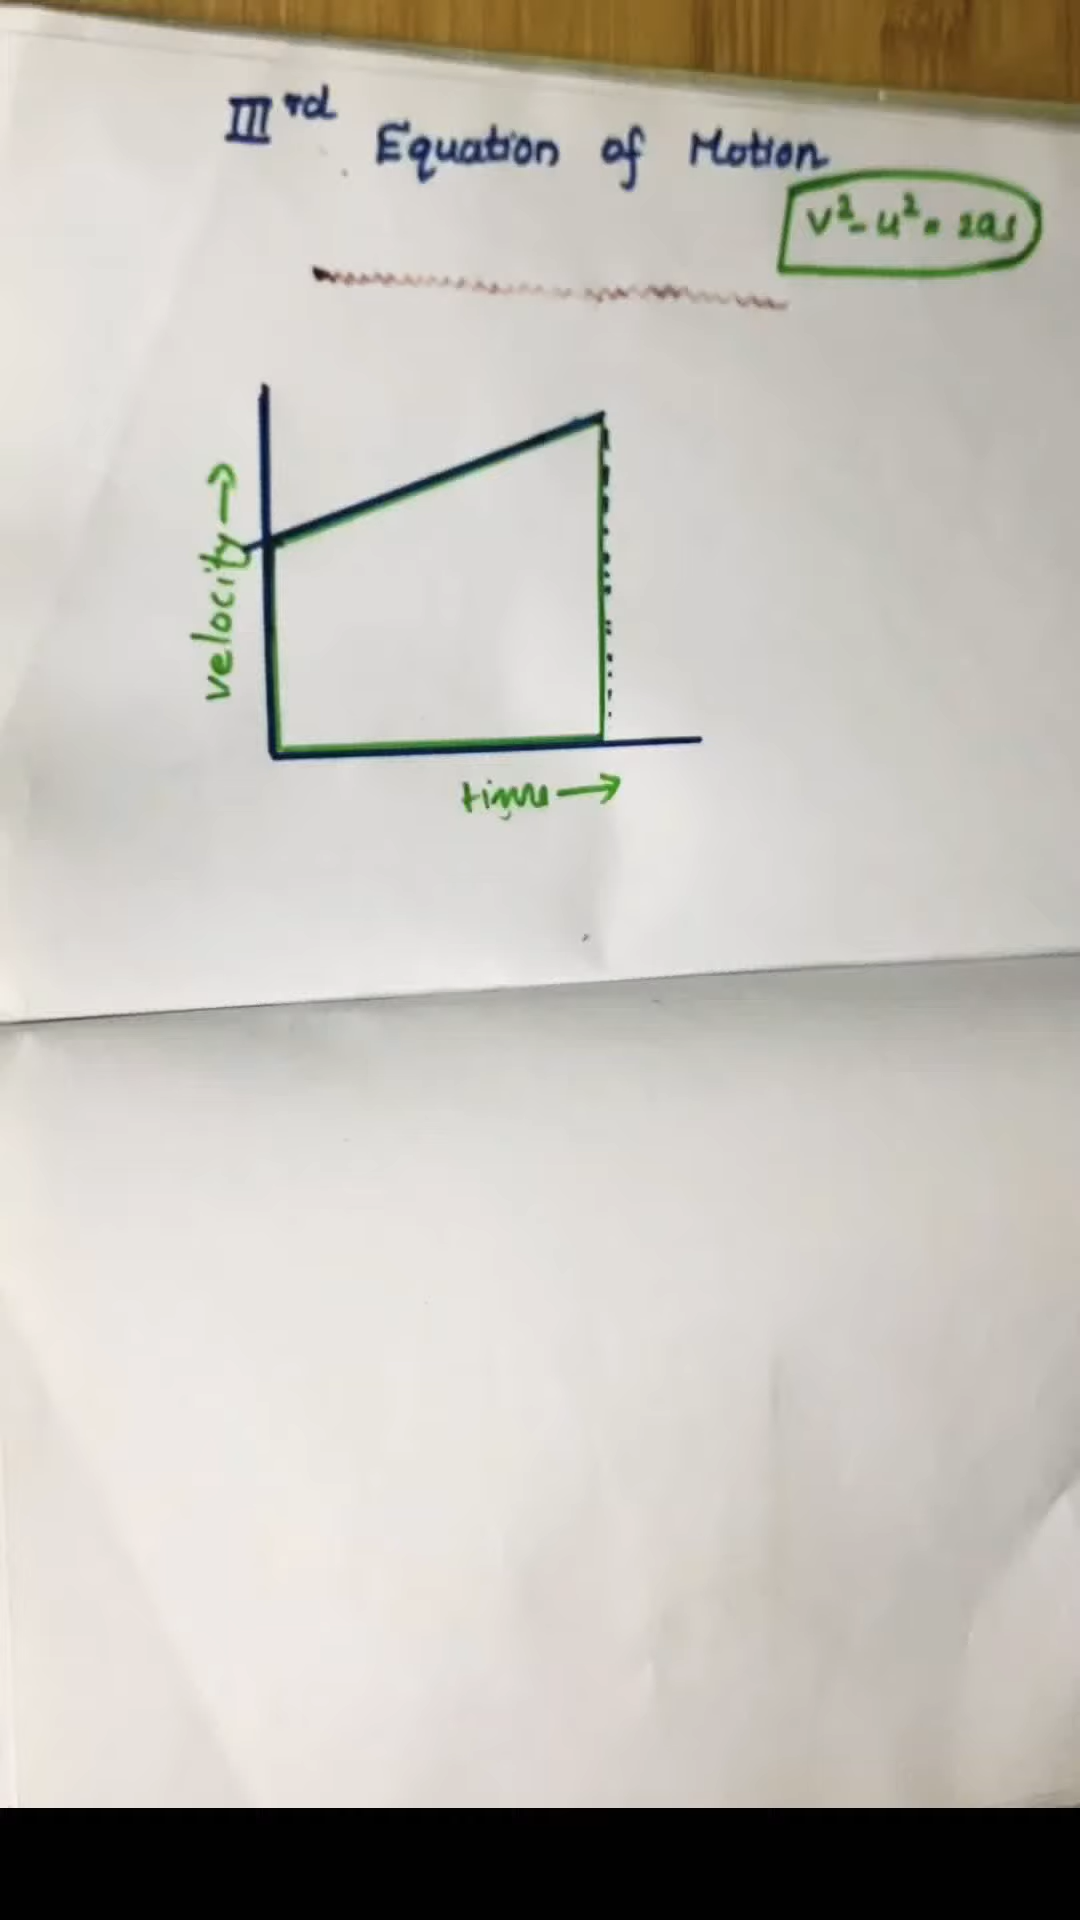 IIIrd Equation of Motion
v²-u²=2as
velocity→
time→